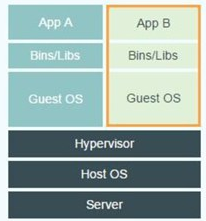 App A
App B
Bins/Libs
Bins/Libs
Guest OS
Guest OS
Hypervisor
Host OS
Server